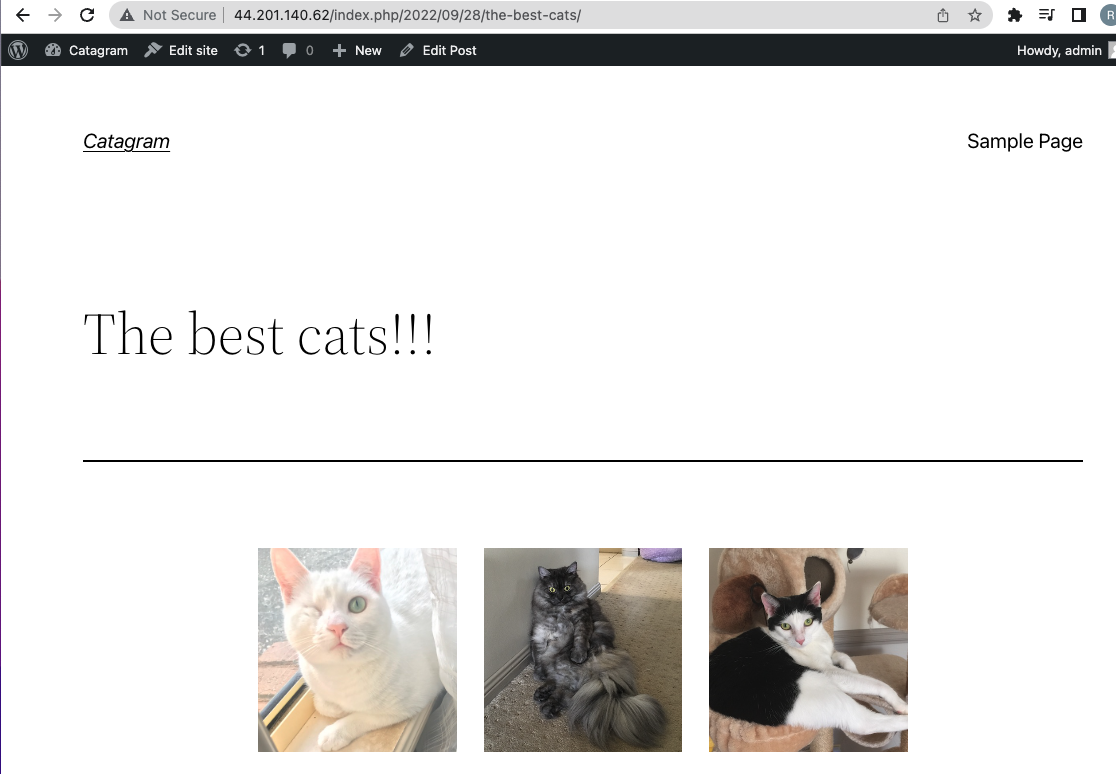 Not Secure 44.201.140.62/index.php/2022/09/28/the-best-cats/ R
Catagram Edit site 1 0 New Edit Post Howdy, admin
Catagram Sample Page
The best cats!!!